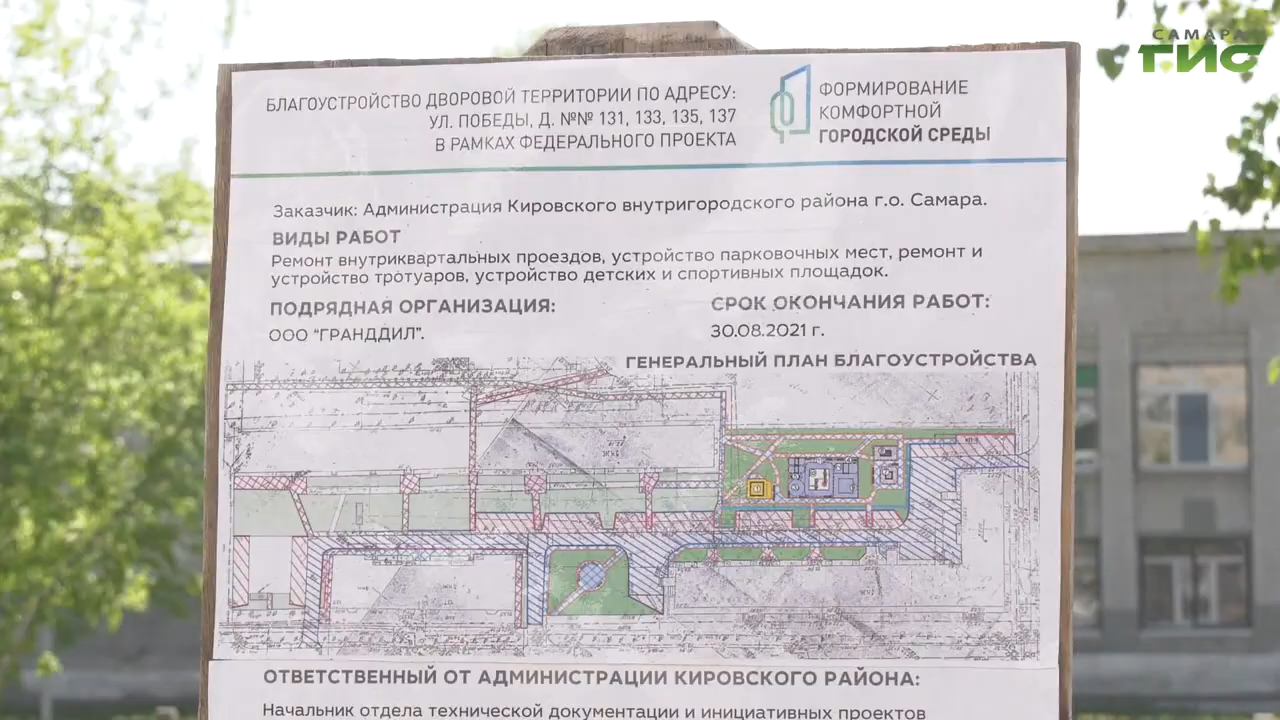 САМАРА
ГИС
БЛАГОУСТРОЙСТВО ДВОРОВОЙ ТЕРРИТОРИИ ПО АДРЕСУ:
УЛ. ПОБЕДЫ, Д. №№ 131, 133, 135, 137
В РАМКАХ ФЕДЕРАЛЬНОГО ПРОЕКТА
ФОРМИРОВАНИЕ
КОМФОРТНОЙ
ГОРОДСКОЙ СРЕДЫ
Заказчик: Администрация Кировского внутригородского района г.о. Самара.
ВИДЫ РАБОТ
Ремонт внутриквартальных проездов, устройство парковочных мест, ремонт и
устройство тротуаров, устройство детских и спортивных площадок.
ПОДРЯДНАЯ ОРГАНИЗАЦИЯ:
ООО “ГРАНДДИЛ”.
СРОК ОКОНЧАНИЯ РАБОТ:
30.08.2021 г.
ГЕНЕРАЛЬНЫЙ ПЛАН БЛАГОУСТРОЙСТВА
ОТВЕТСТВЕННЫЙ ОТ АДМИНИСТРАЦИИ КИРОВСКОГО РАЙОНА:
Начальник отдела технической документации и инициативных проектов